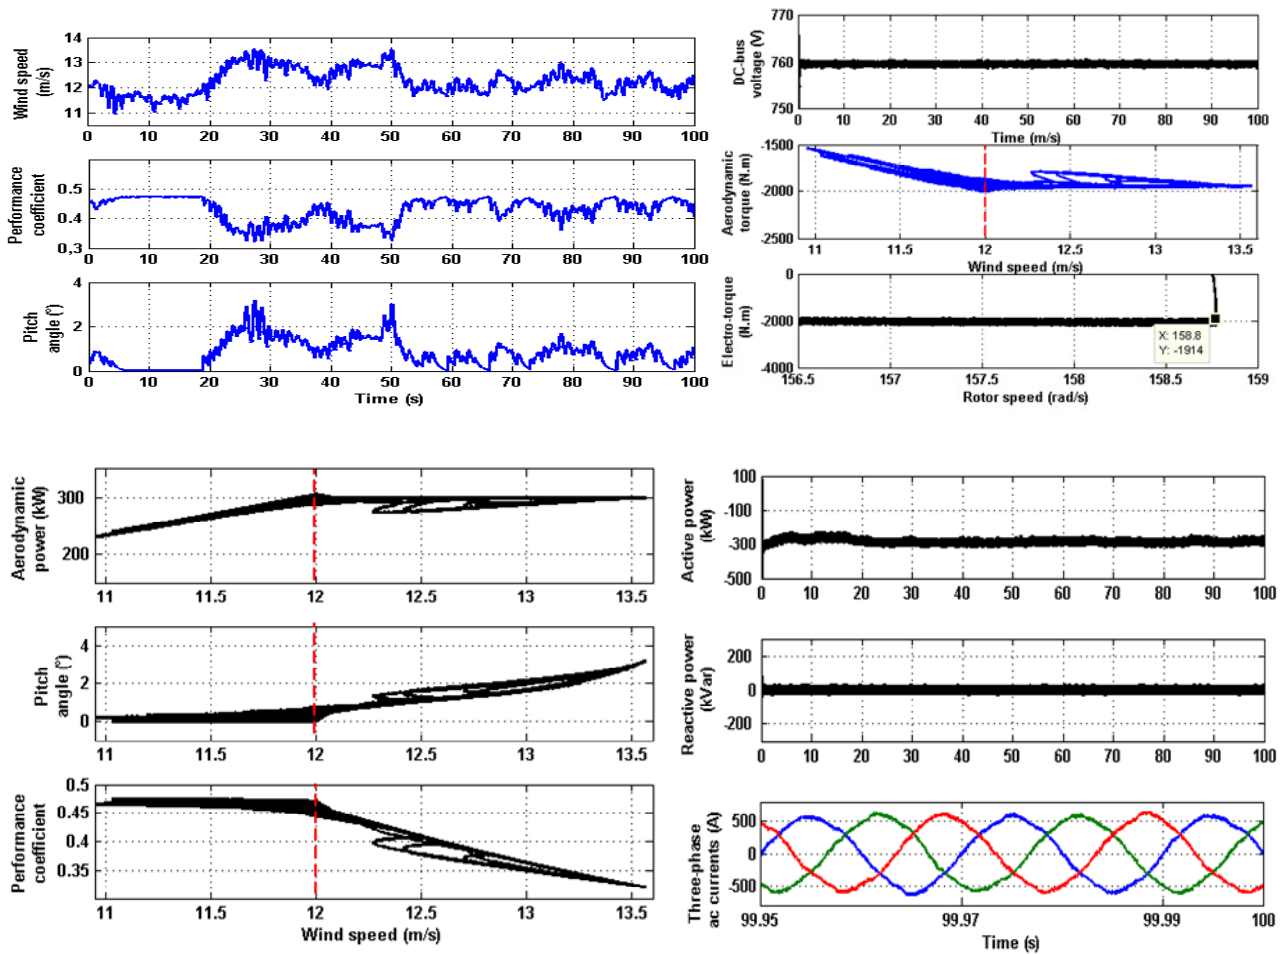 Wind speed
(m/s)
14
13
12
11
0 10 20 30 40 50 60 70 80 90 100
Performance
coefficient
0.5
0.4
0,3
0 10 20 30 40 50 60 70 80 90 100
Pitch
angle (°)
4
2
0
0 10 20 30 40 50 60 70 80 90 100
Time (s)
DC-bus
voltage (V)
770
760
750
0 10 20 30 40 50 60 70 80 90 100
Time (m/s)
Aerodynamic
torque (N.m)
-1500
-2000
-2500
11 11.5 12 12.5 13 13.5
Wind speed (m/s)
Electro-torque
(N.m)
0
-2000
-4000
X: 158.8
Y: -1914
156.5 157 157.5 158 158.5 159
Rotor speed (rad/s)
Aerodynamic
power (kW)
300
200
11 11.5 12 12.5 13 13.5
Pitch
angle (°)
4
2
0
11 11.5 12 12.5 13 13.5
Performance
coefficient
0.5
0.45
0.4
0.35
11 11.5 12 12.5 13 13.5
Wind speed (m/s)
Active power
(kW)
100
-100
-300
-500
0 10 20 30 40 50 60 70 80 90 100
Reactive power
(kVar)
200
0
-200
0 10 20 30 40 50 60 70 80 90 100
Three-phase
ac currents (A)
500
0
-500
99.95 99.97 99.99 100
Time (s)